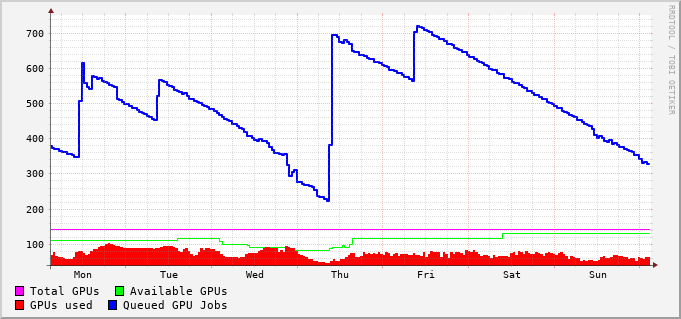 700
600
500
400
300
200
100
Mon Tue Wed Thu Fri Sat Sun
Total GPUs Available GPUs
GPUs used Queued GPU Jobs
RRDTOOL / TOBI OETIKER